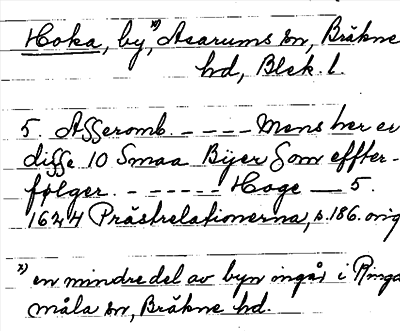 Hoka, by,ˣ⁾ Asarums sn, Bräkne
hd, Blek. l.
5. Asseromb. - - - - Mens her er
disse 10 Smaa Byer Som effter-
følger. - - - - - - - Hoge — 5.
1624 Prästrelationerna, s. 186. orig
ˣ⁾ en mindre del av byn ingår i Ringa
måla sn, Bräkne hd.